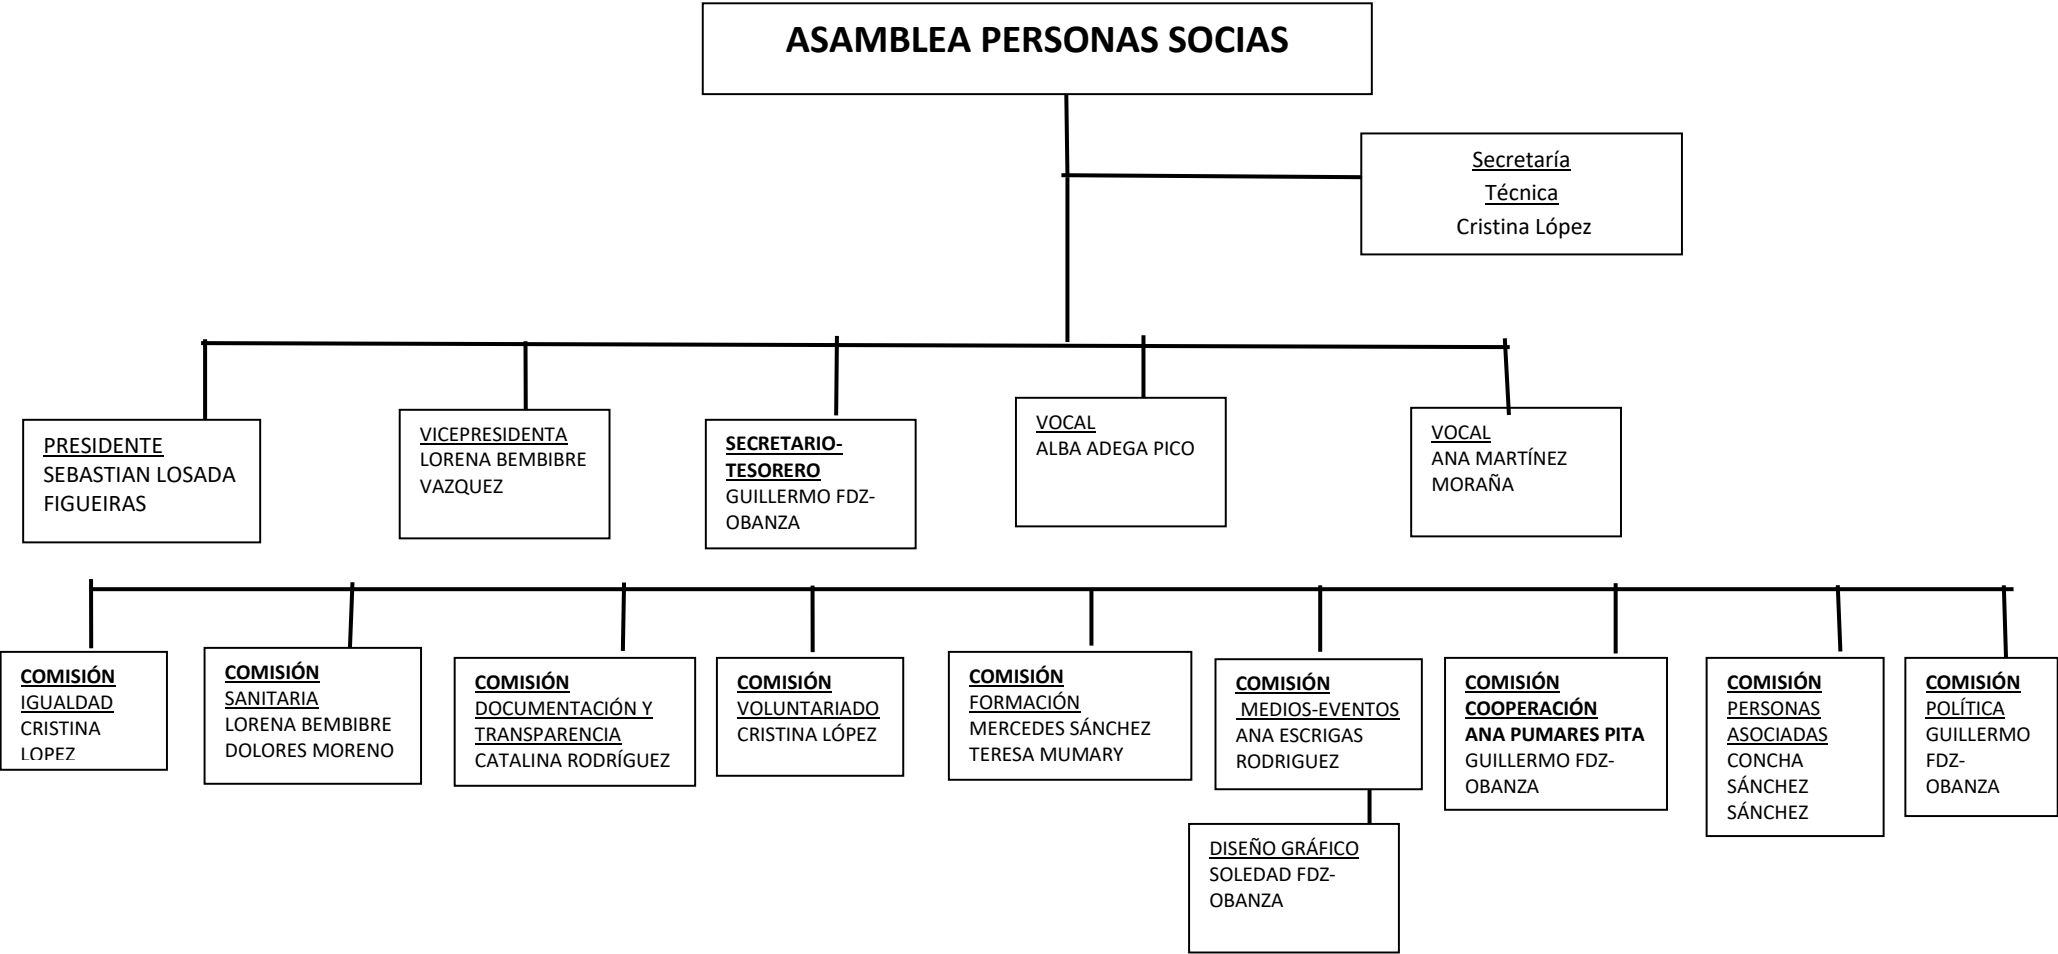 ASAMBLEA PERSONAS SOCIAS
Secretaría
Técnica
Cristina López
PRESIDENTE
SEBASTIAN LOSADA
FIGUEIRAS
VICEPRESIDENTA
LORENA BEMBIBRE
VAZQUEZ
SECRETARIO-
TESORERO
GUILLERMO FDZ-
OBANZA
VOCAL
ALBA ADEGA PICO
VOCAL
ANA MARTÍNEZ
MORAÑA
COMISIÓN
IGUALDAD
CRISTINA
LOPEZ
COMISIÓN
SANITARIA
LORENA BEMBIBRE
DOLORES MORENO
COMISIÓN
DOCUMENTACIÓN Y
TRANSPARENCIA
CATALINA RODRÍGUEZ
COMISIÓN
VOLUNTARIADO
CRISTINA LÓPEZ
COMISIÓN
FORMACIÓN
MERCEDES SÁNCHEZ
TERESA MUMARY
COMISIÓN
MEDIOS-EVENTOS
ANA ESCRIGAS
RODRIGUEZ
DISEÑO GRÁFICO
SOLEDAD FDZ-
OBANZA
COMISIÓN
COOPERACIÓN
ANA PUMARES PITA
GUILLERMO FDZ-
OBANZA
COMISIÓN
PERSONAS
ASOCIADAS
CONCHA
SÁNCHEZ
SÁNCHEZ
COMISIÓN
POLÍTICA
GUILLERMO
FDZ-
OBANZA